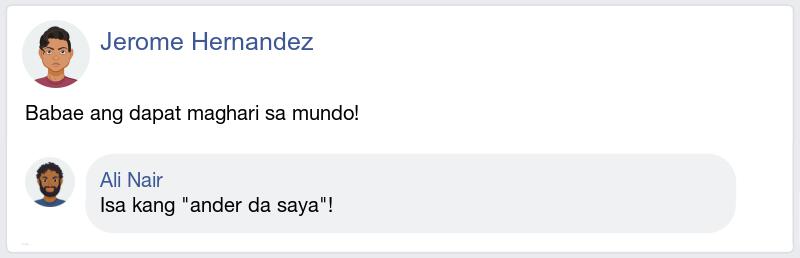 Jerome Hernandez
Babae ang dapat maghari sa mundo!
Ali Nair
Isa kang "ander da saya"!